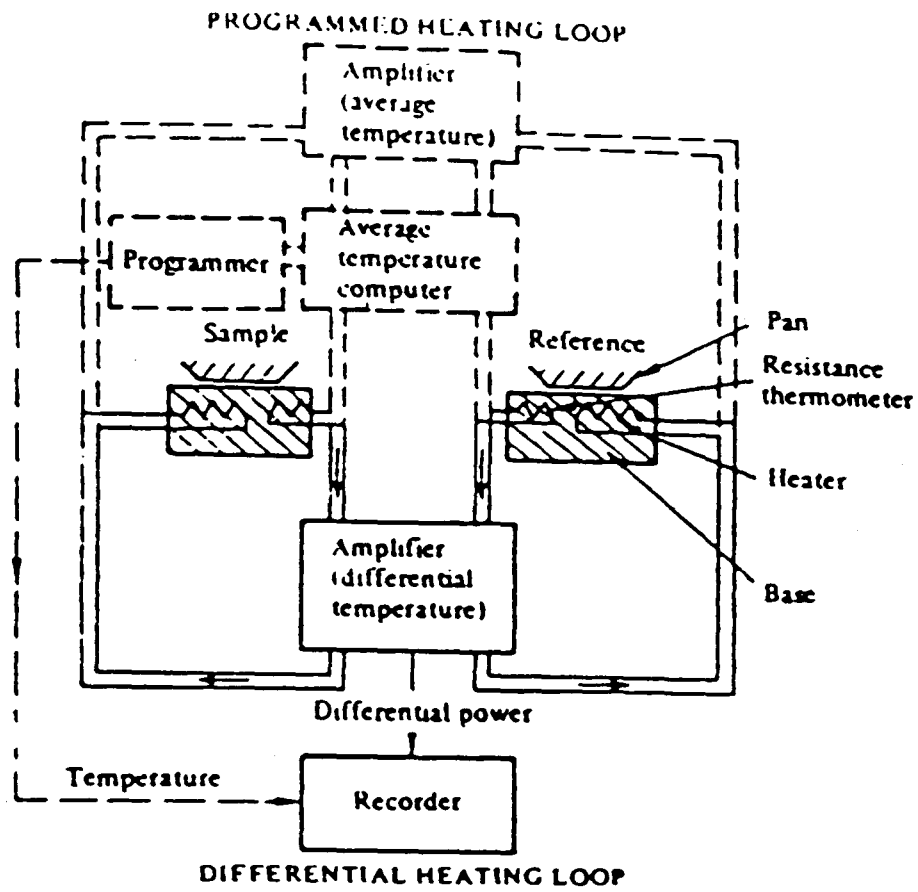 PROGRAMMED HEATING LOOP
Amplifier
(average
temperature)
Programmer
Average
temperature
computer
Sample
Reference
Pan
Resistance
thermometer
Heater
Base
Amplifier
(differential
temperature)
Differential power
Temperature
Recorder
DIFFERENTIAL HEATING LOOP